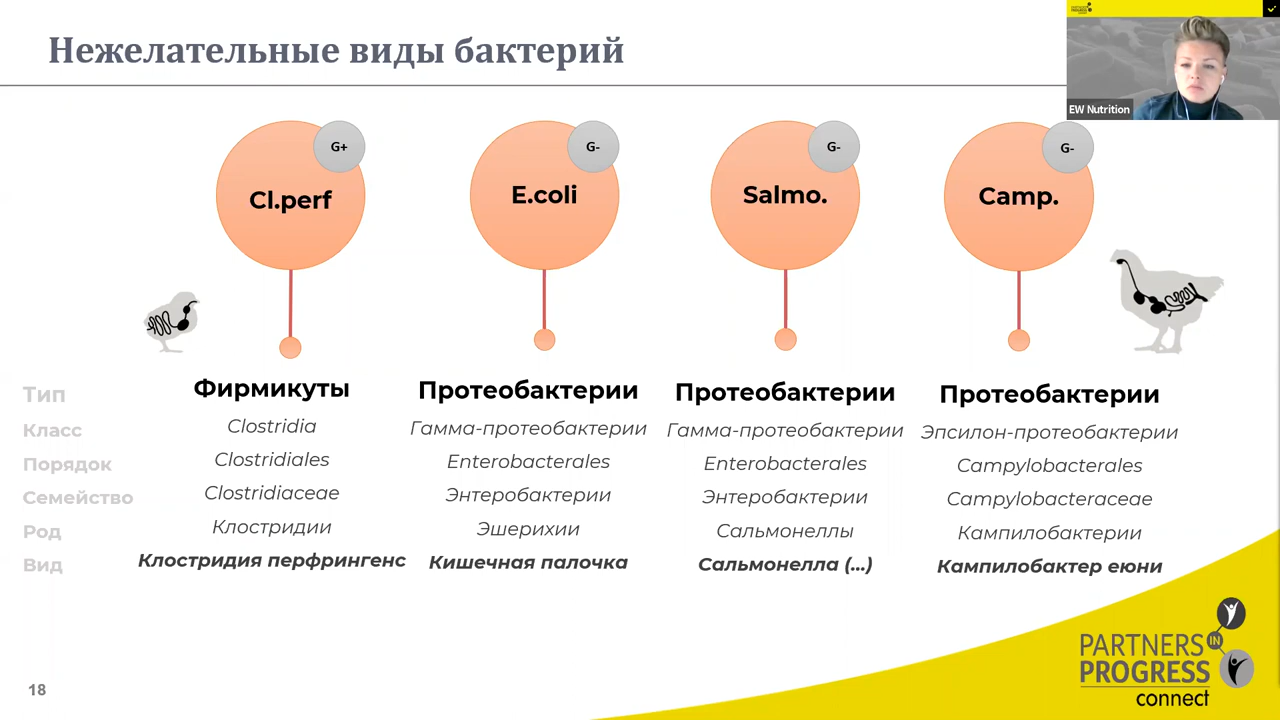 Нежелательные виды бактерий
EW Nutrition
G+
G-
G-
G-
Cl.perf
E.coli
Salmo.
Camp.
Тип
Фирмикуты
Протеобактерии
Протеобактерии
Протеобактерии
Класс
Clostridia
Гамма-протеобактерии
Гамма-протеобактерии
Эпсилон-протеобактерии
Порядок
Clostridiales
Enterobacterales
Enterobacterales
Campylobacterales
Семейство
Clostridiaceae
Энтеробактерии
Энтеробактерии
Campylobacteraceae
Род
Клостридии
Эшерихии
Сальмонеллы
Кампилобактерии
Вид
Клостридия перфрингенс
Кишечная палочка
Сальмонелла (...)
Кампилобактер еюни
PARTNERS
IN
PROGRESS
connect
18